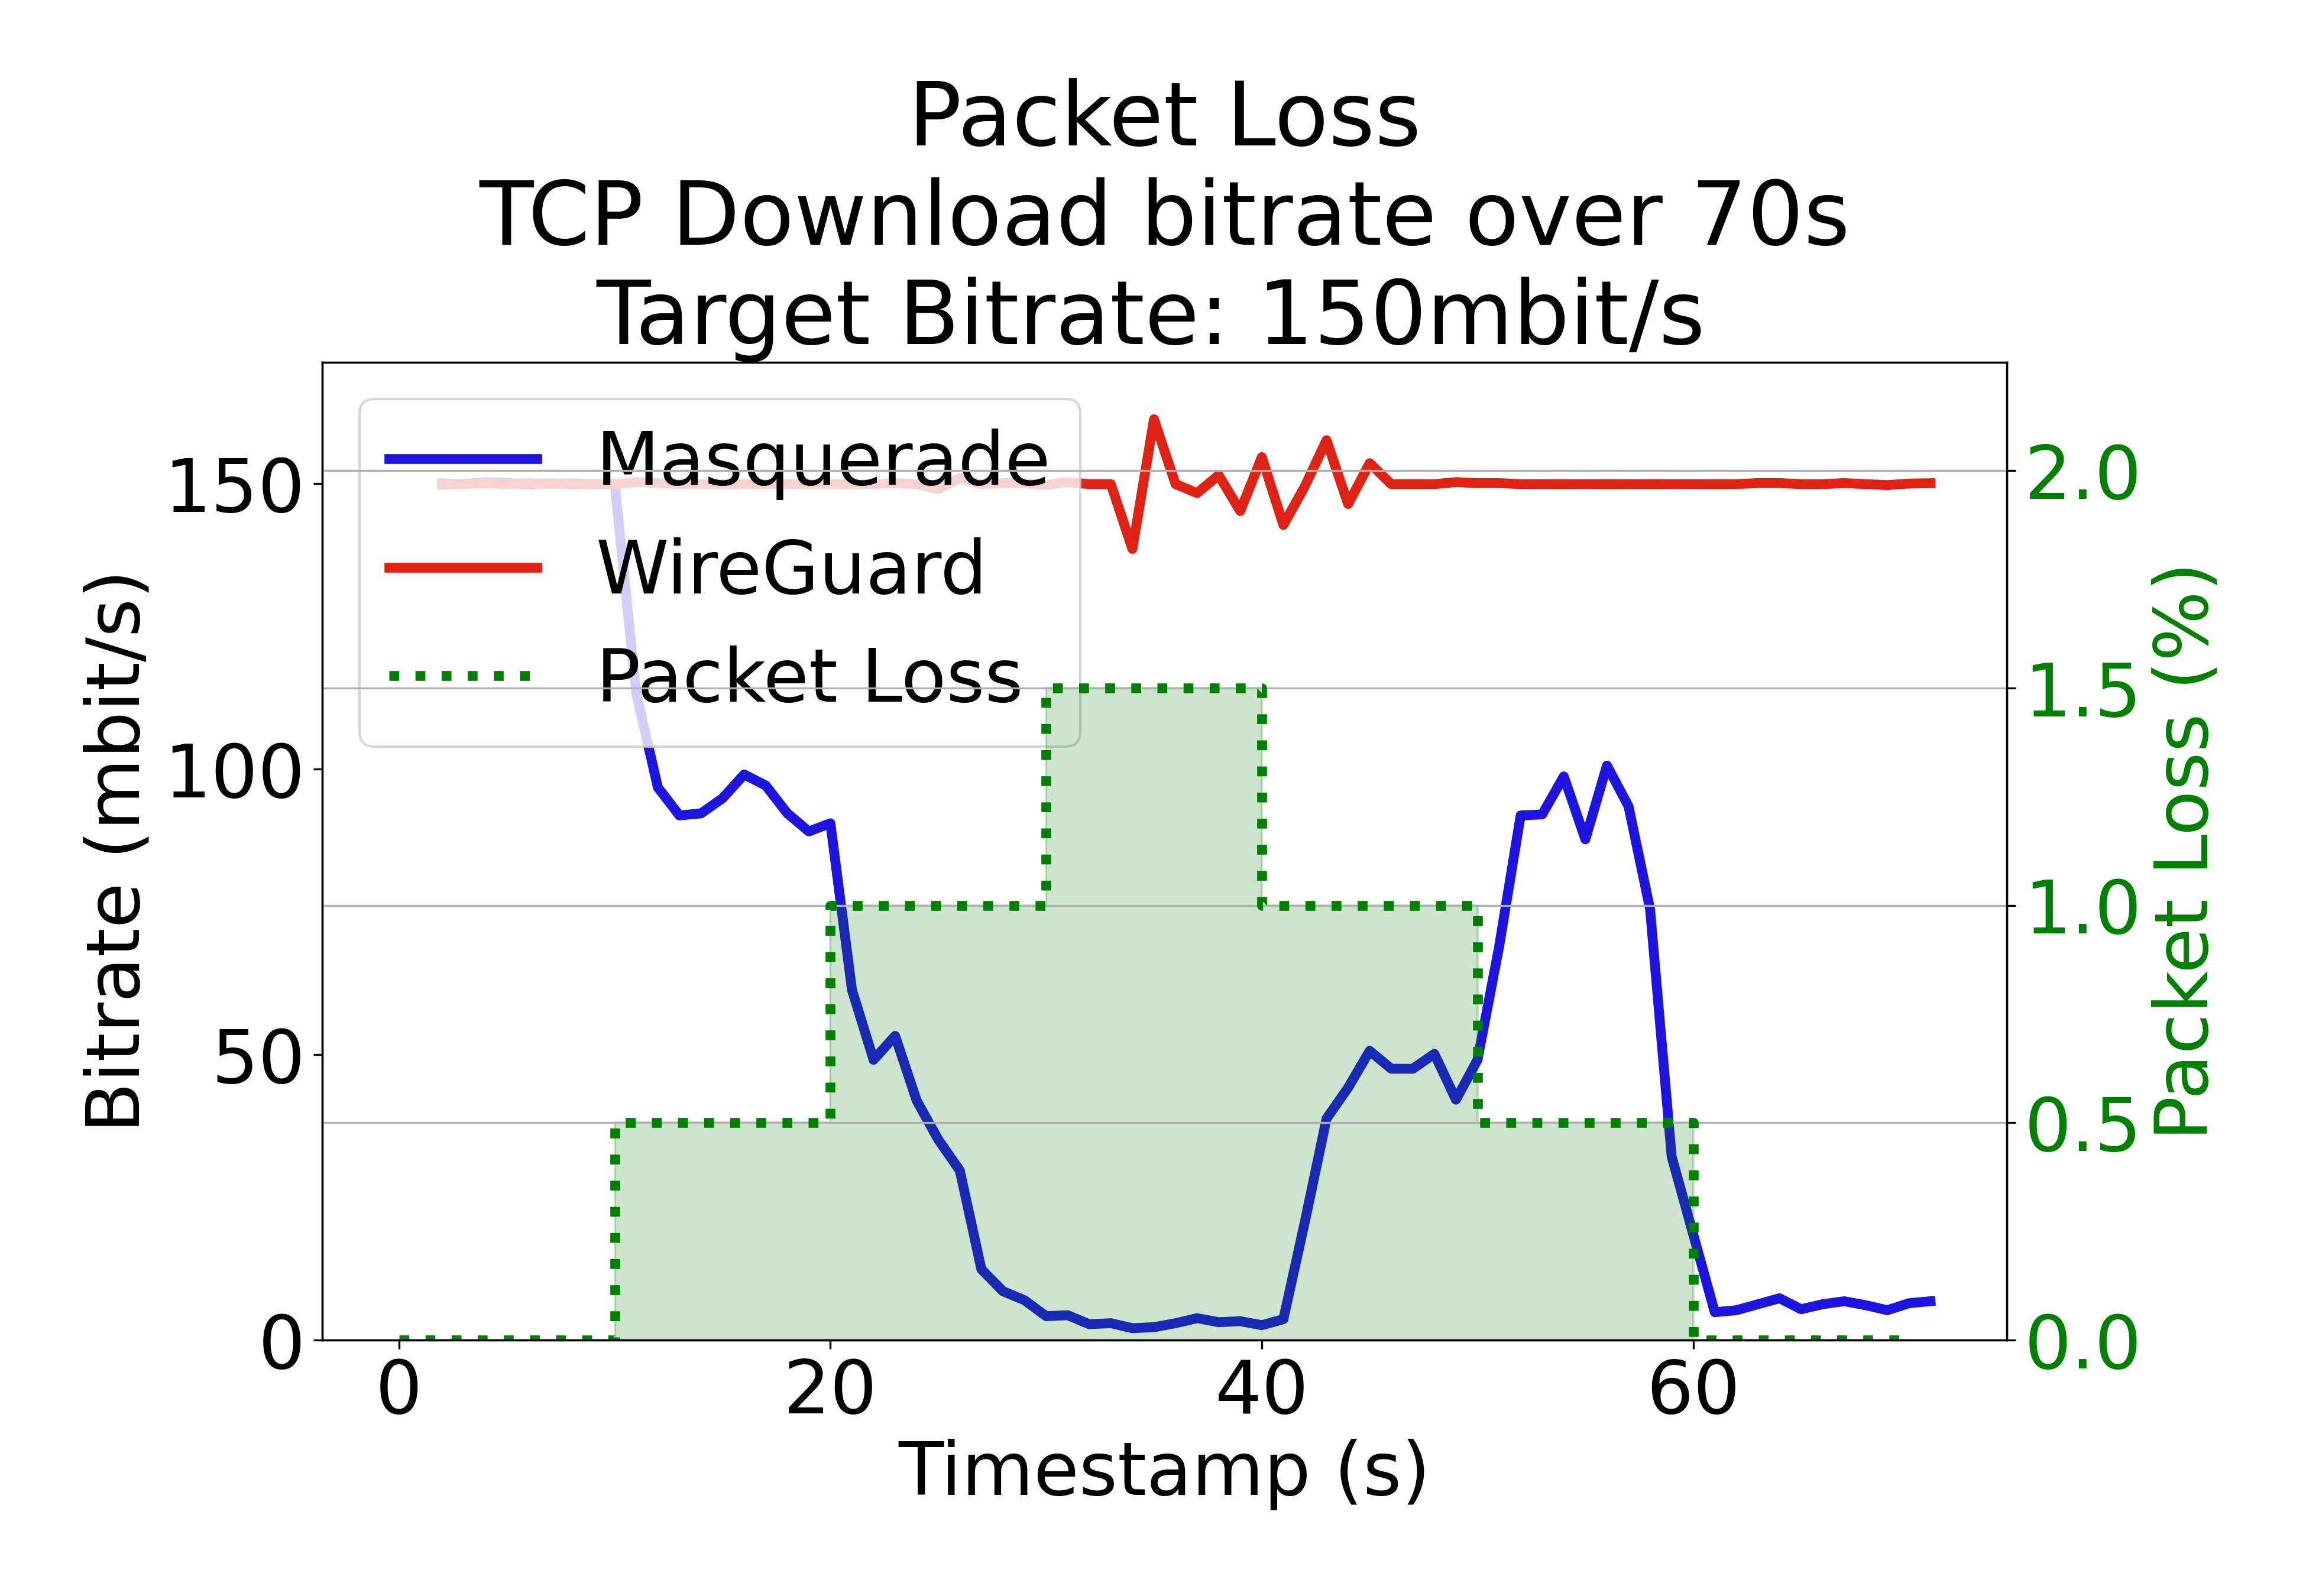 Packet Loss
TCP Download bitrate over 70s
Target Bitrate: 150mbit/s
Masquerade
WireGuard
Packet Loss
Bitrate (mbit/s)
150
100
50
0
0 20 40 60
Timestamp (s)
2.0
1.5
1.0
0.5
0.0
Packet Loss (%)